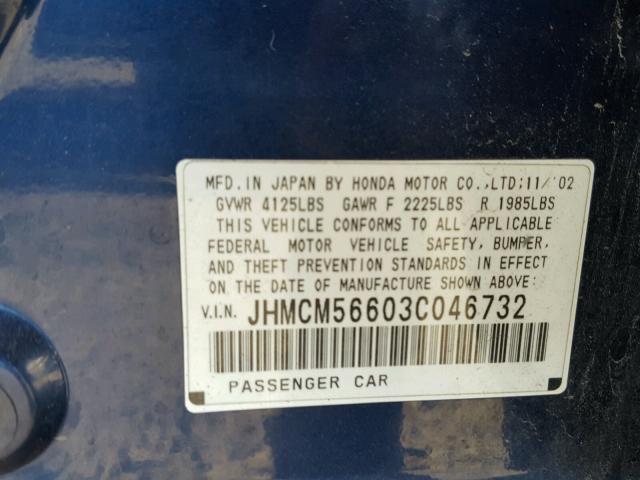 MFD. IN JAPAN BY HONDA MOTOR CO., LTD: 11/'02
GVWR 4125LBS GAWR F 2225LBS R 1985LBS
THIS VEHICLE CONFORMS TO ALL APPLICABLE
FEDERAL MOTOR VEHICLE SAFETY, BUMPER,
AND THEFT PREVENTION STANDARDS IN EFFECT
ON THE DATE OF MANUFACTURE SHOWN ABOVE:
V.I.N. JHMCM56603C046732
PASSENGER CAR